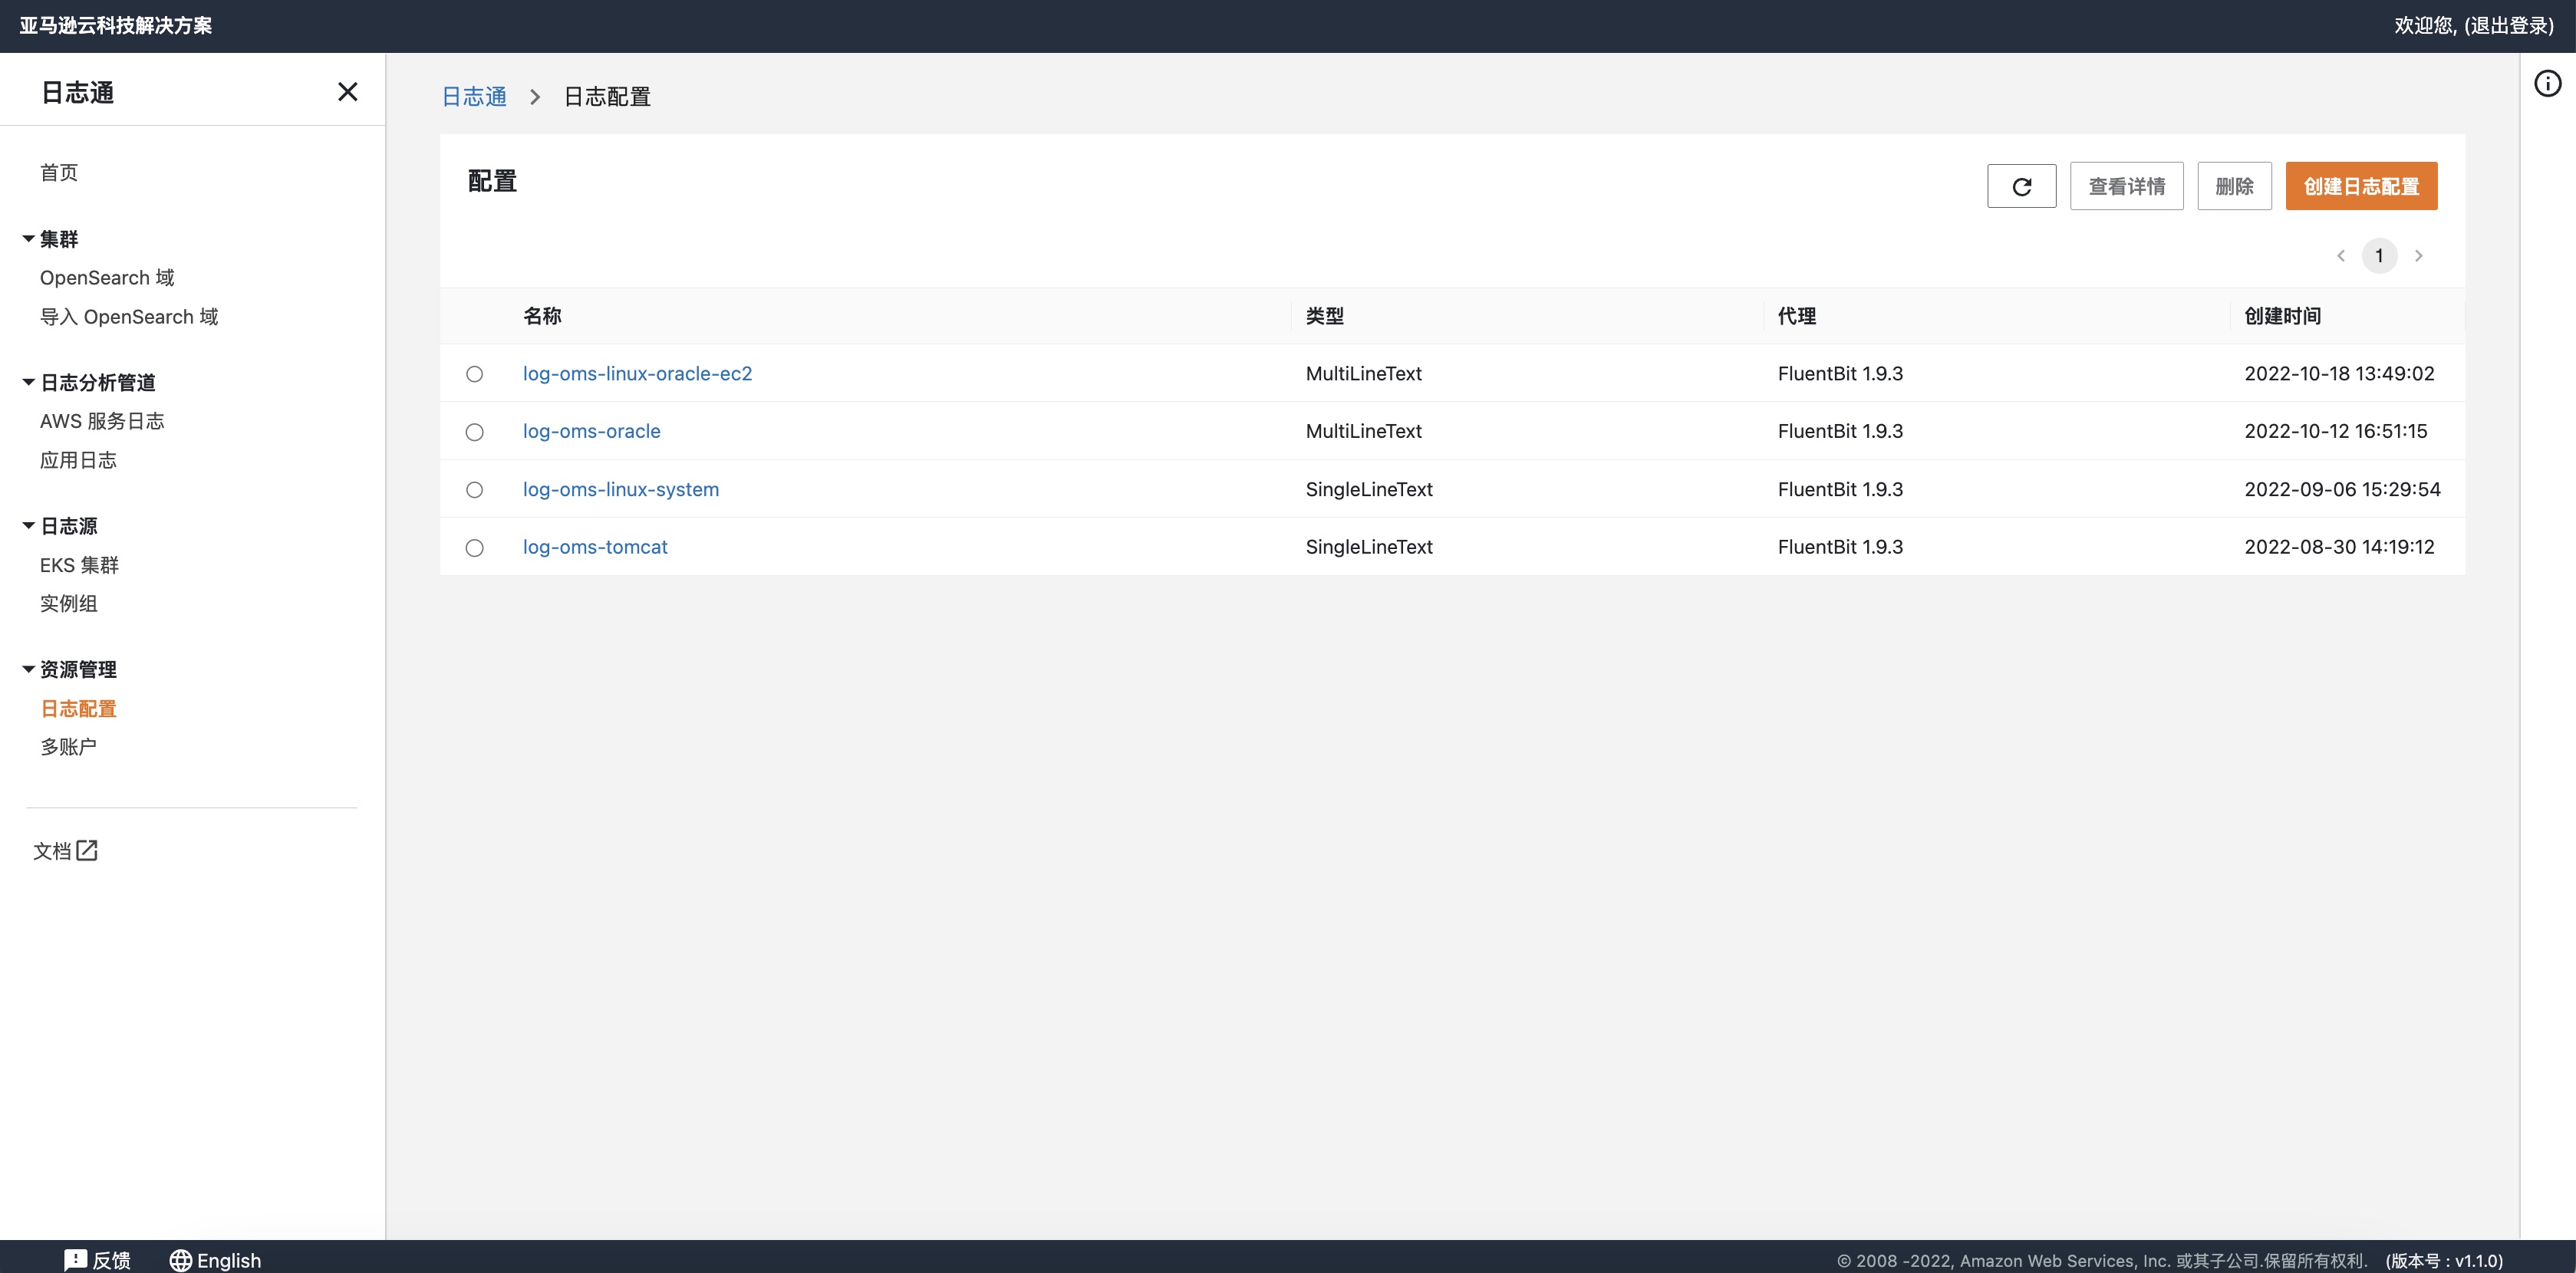 亚马逊云科技解决方案
欢迎您, (退出登录)
日志通
首页
集群
OpenSearch 域
导入 OpenSearch 域
日志分析管道
AWS 服务日志
应用日志
日志源
EKS 集群
实例组
资源管理
日志配置
多账户
文档
日志通 > 日志配置
配置
查看详情 删除 创建日志配置
1
名称 类型 代理 创建时间
log-oms-linux-oracle-ec2 MultiLineText FluentBit 1.9.3 2022-10-18 13:49:02
log-oms-oracle MultiLineText FluentBit 1.9.3 2022-10-12 16:51:15
log-oms-linux-system SingleLineText FluentBit 1.9.3 2022-09-06 15:29:54
log-oms-tomcat SingleLineText FluentBit 1.9.3 2022-08-30 14:19:12
反馈 English
© 2008 -2022, Amazon Web Services, Inc. 或其子公司.保留所有权利. (版本号 : v1.1.0)